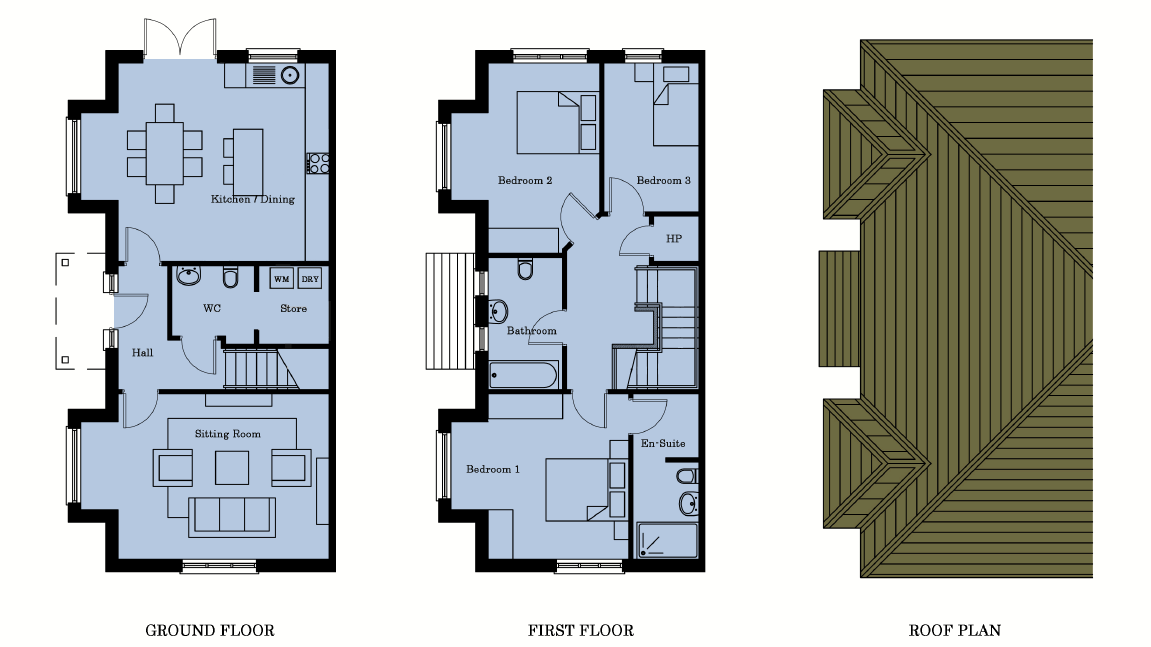 Kitchen / Dining
WM
DRY
WC
Store
Hall
Sitting Room
GROUND FLOOR
Bedroom 2
Bedroom 3
HP
Bathroom
En-Suite
Bedroom 1
FIRST FLOOR
ROOF PLAN